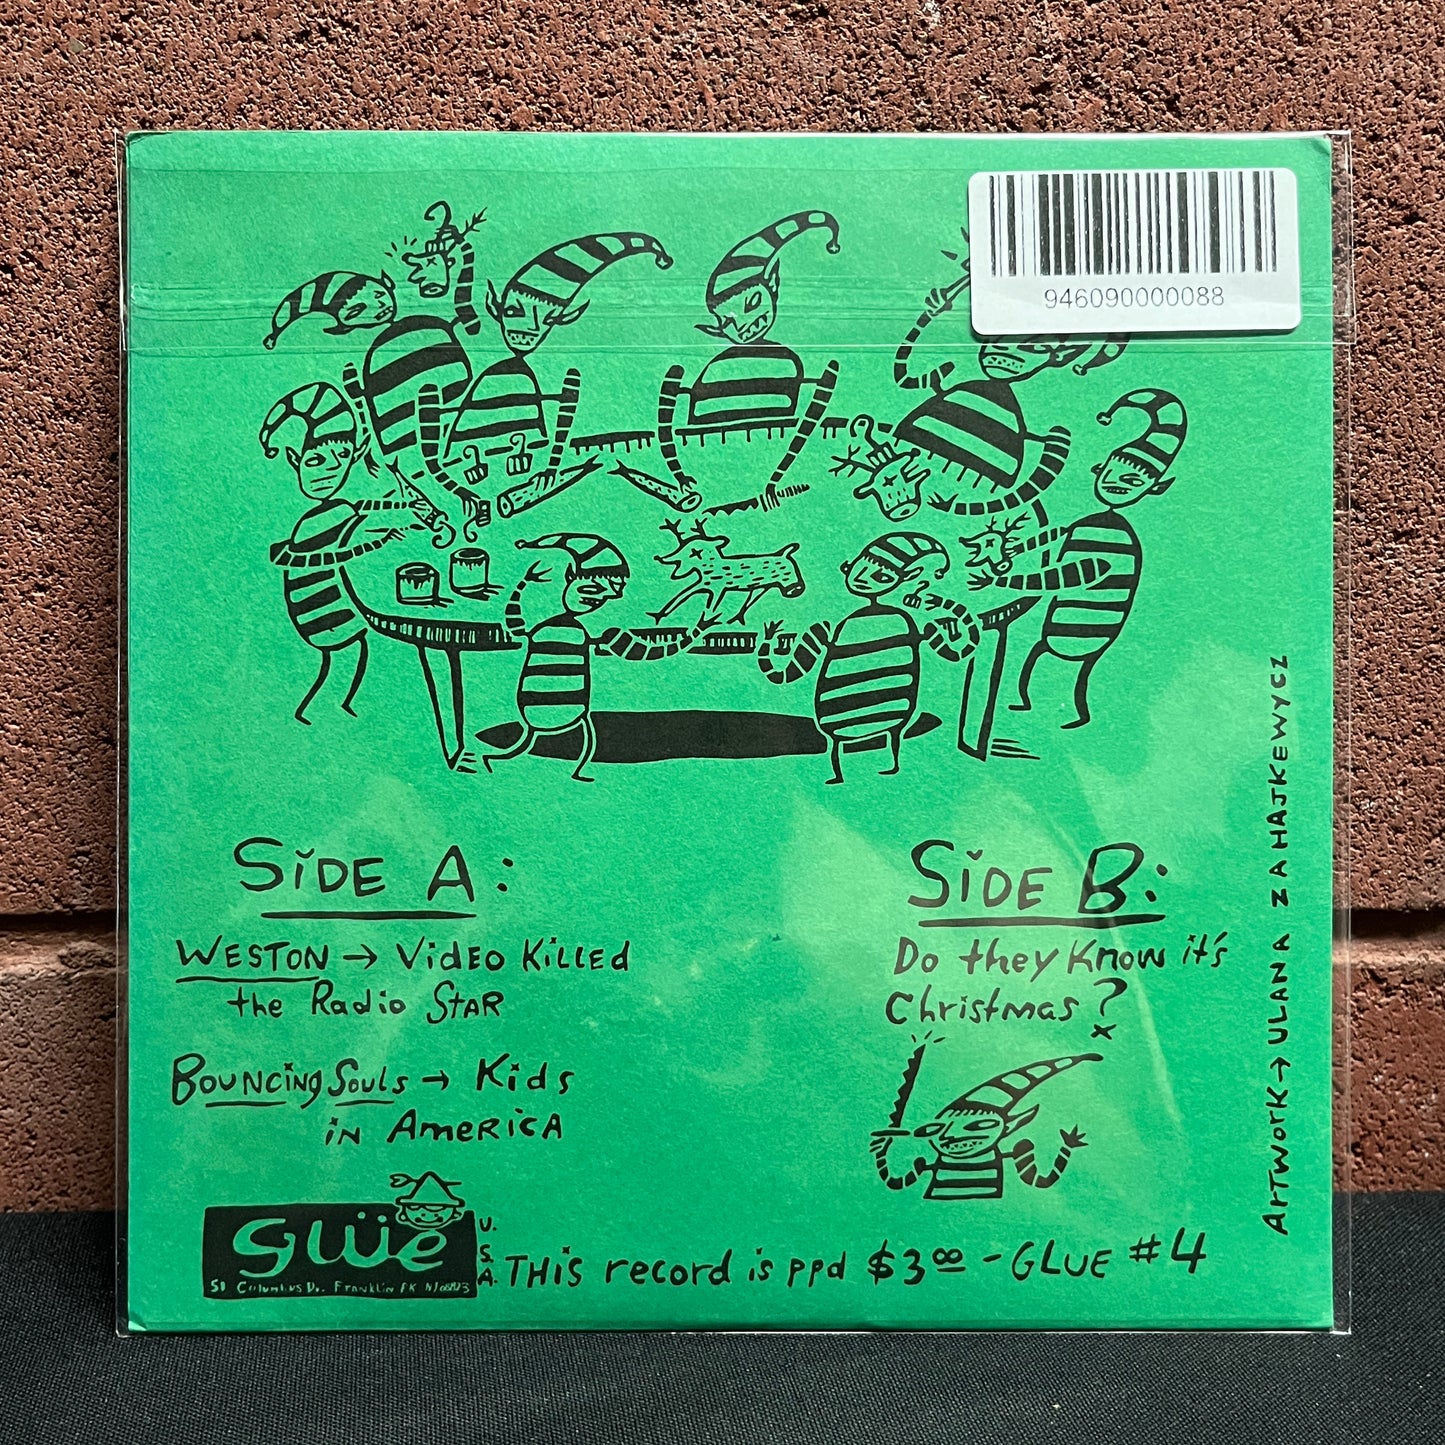 946090000088
SiDE A:
WESTON → ViDEO KiLLED
the Radio STAR
BOUNCiNg SOULS → Kids
iN AMERiCA
SiDE B:
Do they Know it's
Christmas?
ArTWOrK → ULANA ZAHAJKEWYCZ
GLüe
U.
S.
A.
THis record is ppd $3 00 - GLUE #4